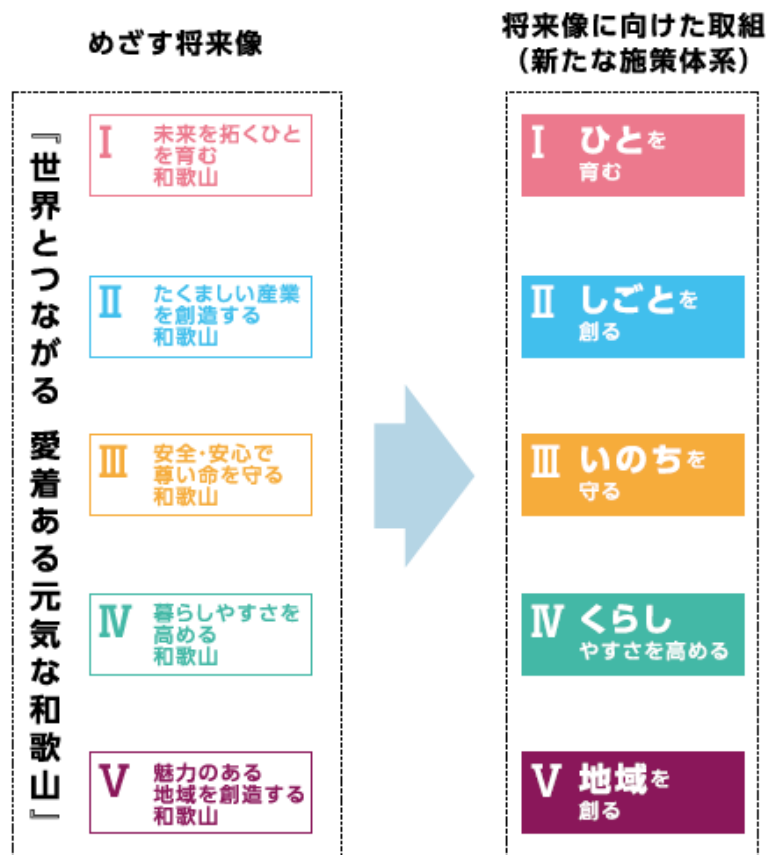 めざす将来像
『世界とつながる 愛着ある元気な和歌山』
Ⅰ
未来を拓くひと
を育む
和歌山
Ⅱ
たくましい産業
を創造する
和歌山
Ⅲ
安全・安心で
尊い命を守る
和歌山
Ⅳ
暮らしやすさを
高める
和歌山
Ⅴ
魅力のある
地域を創造する
和歌山
将来像に向けた取組
（新たな施策体系）
Ⅰ ひとを
育む
Ⅱ しごとを
創る
Ⅲ いのちを
守る
Ⅳ くらし
やすさを高める
Ⅴ 地域を
創る